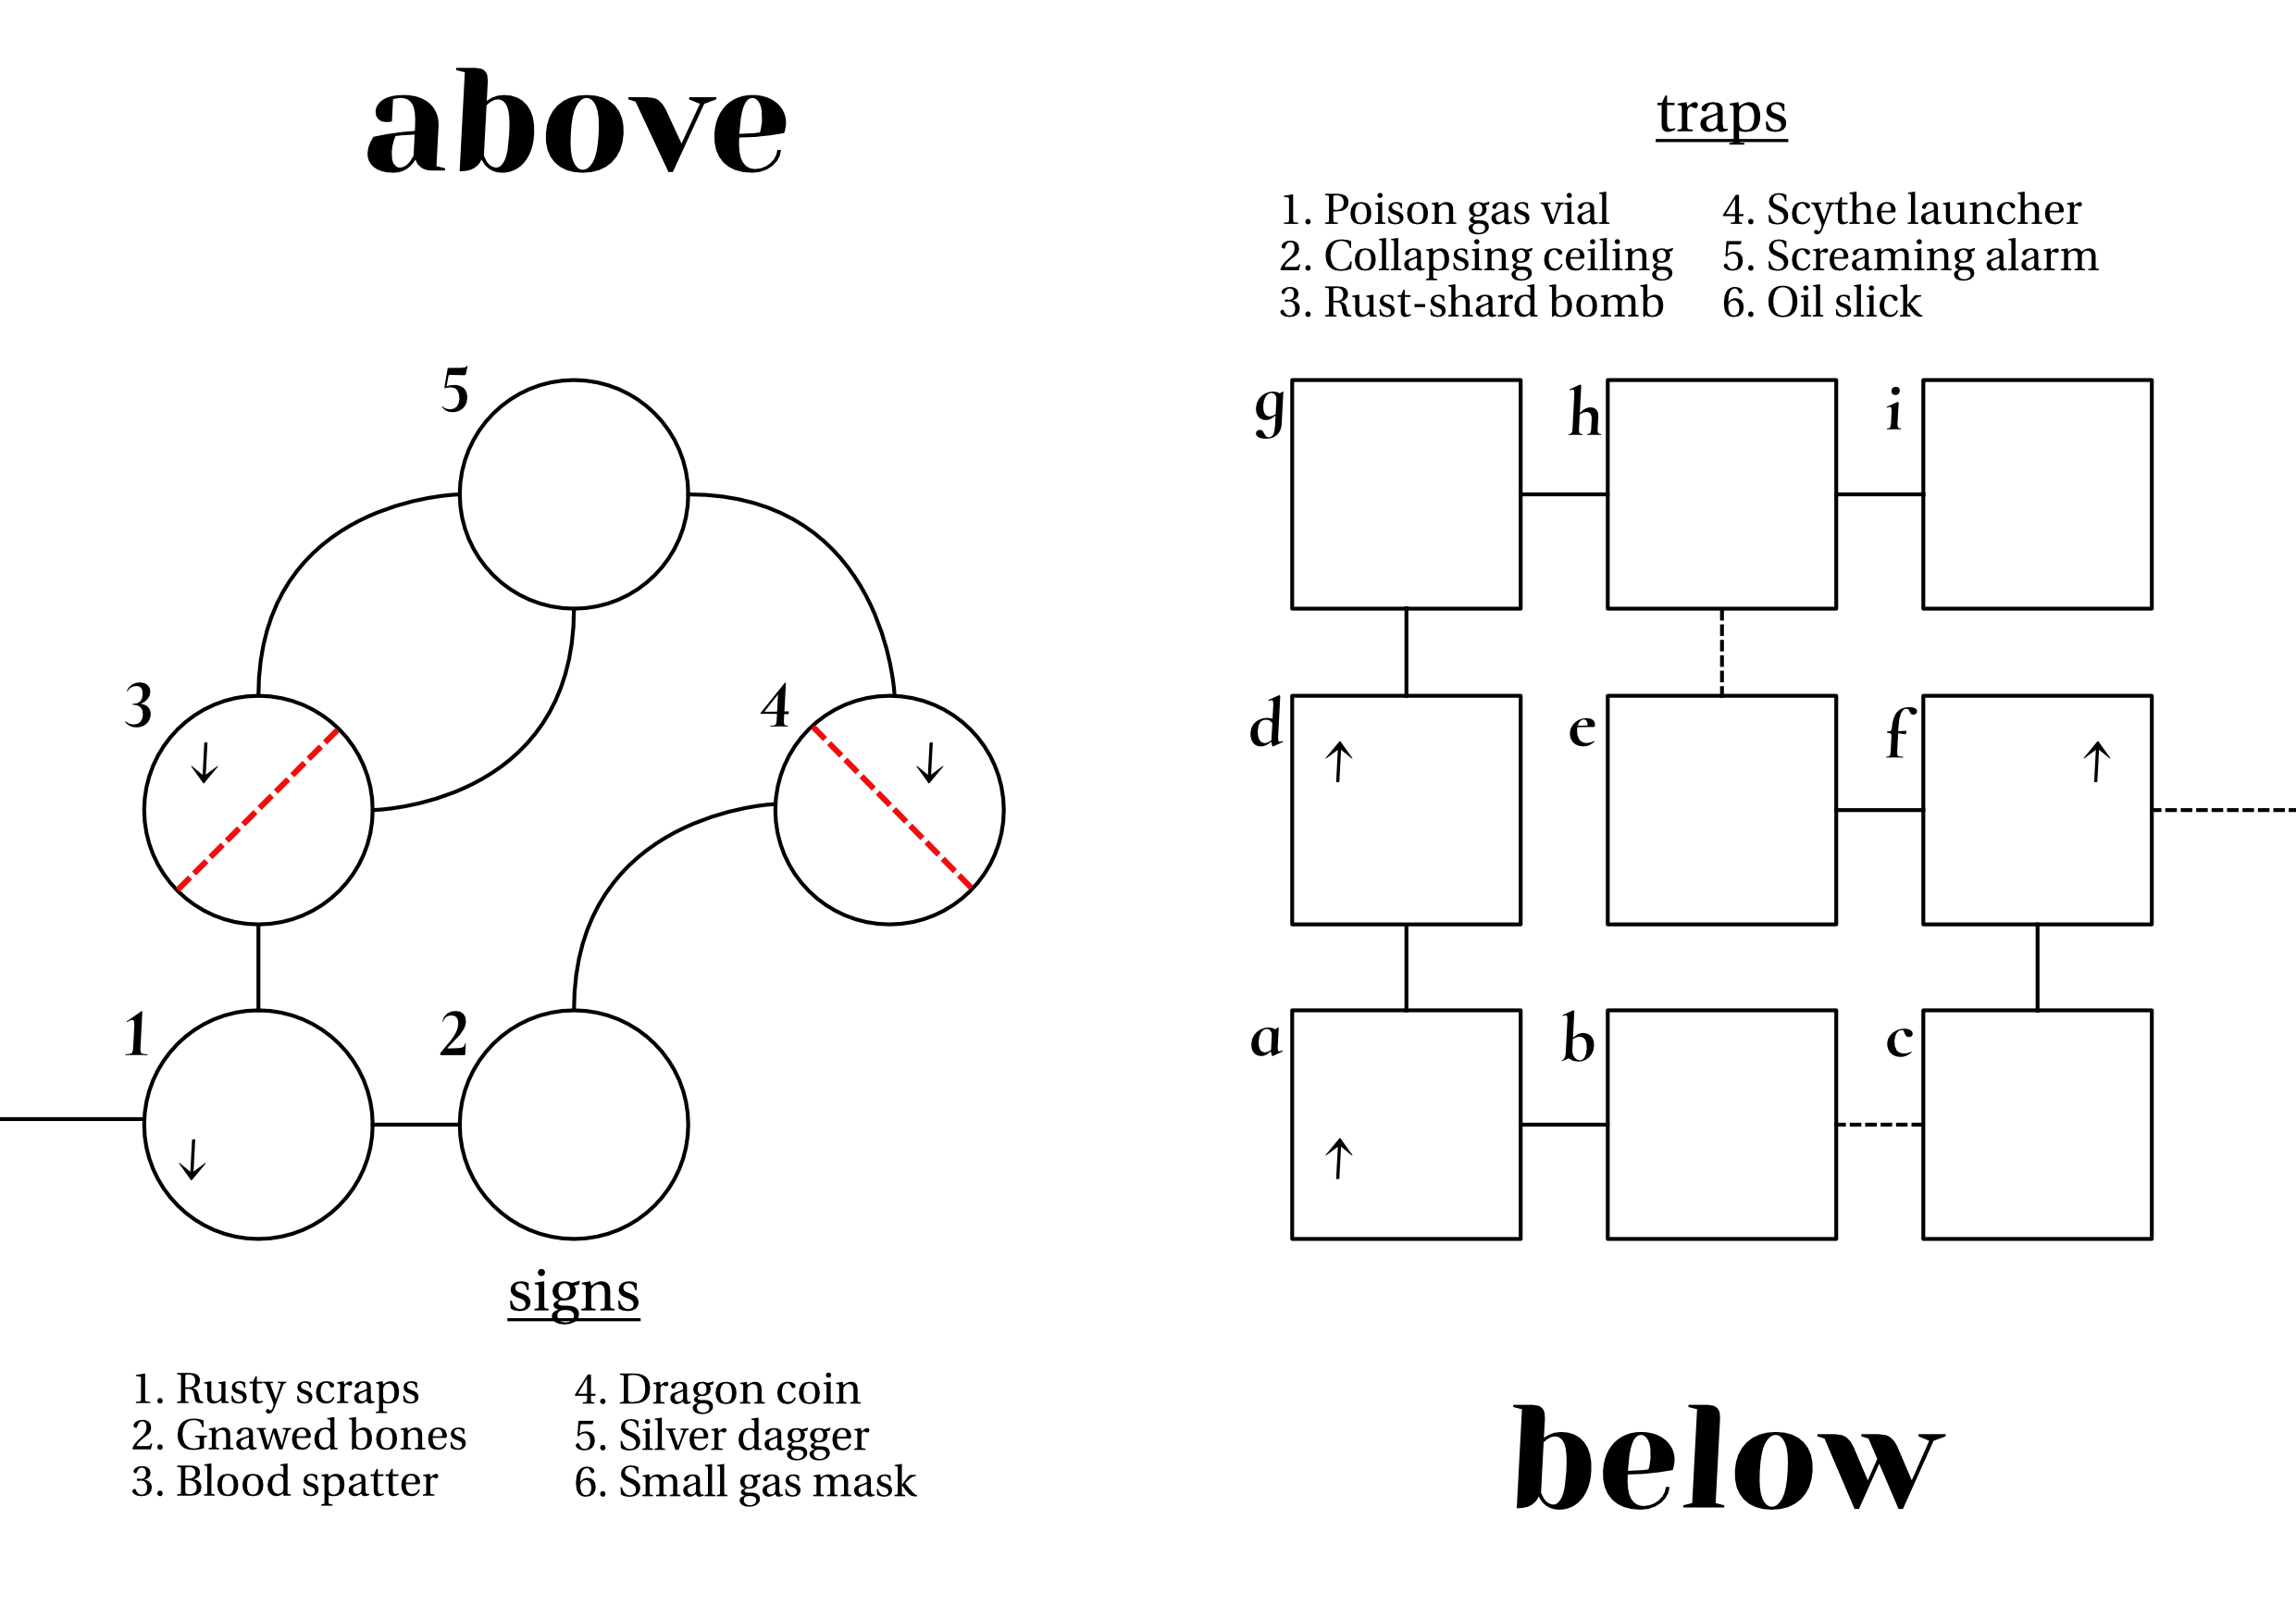 above
5
3
↓
4
↓
1
↓
2
signs
1. Rusty scraps
2. Gnawed bones
3. Blood spatter
4. Dragon coin
5. Silver dagger
6. Small gas mask
traps
1. Poison gas vial
2. Collapsing ceiling
3. Rust-shard bomb
4. Scythe launcher
5. Screaming alarm
6. Oil slick
g
h
i
d
↑
e
f
↑
a
↑
b
c
below